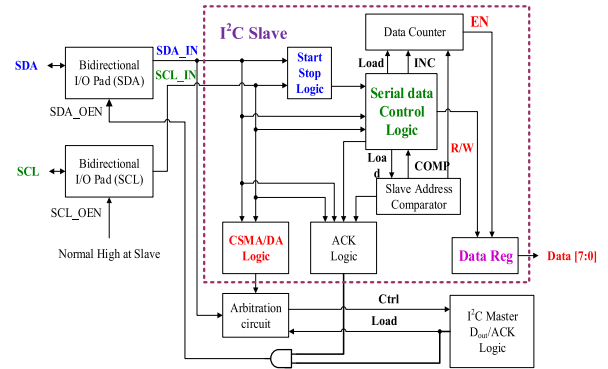 I2C Slave
Data Counter
EN
SDA
Bidirectional
I/O Pad (SDA)
SDA_IN
SCL_IN
Start
Stop
Logic
Load
INC
Serial data
Control
Logic
SDA_OEN
R/W
SCL
Bidirectional
I/O Pad (SCL)
Loa
d
COMP
Slave Address
Comparator
SCL_OEN
Normal High at Slave
CSMA/DA
Logic
ACK
Logic
Data Reg
Data [7:0]
Arbitration
circuit
Ctrl
Load
I2C Master
Dout/ACK
Logic